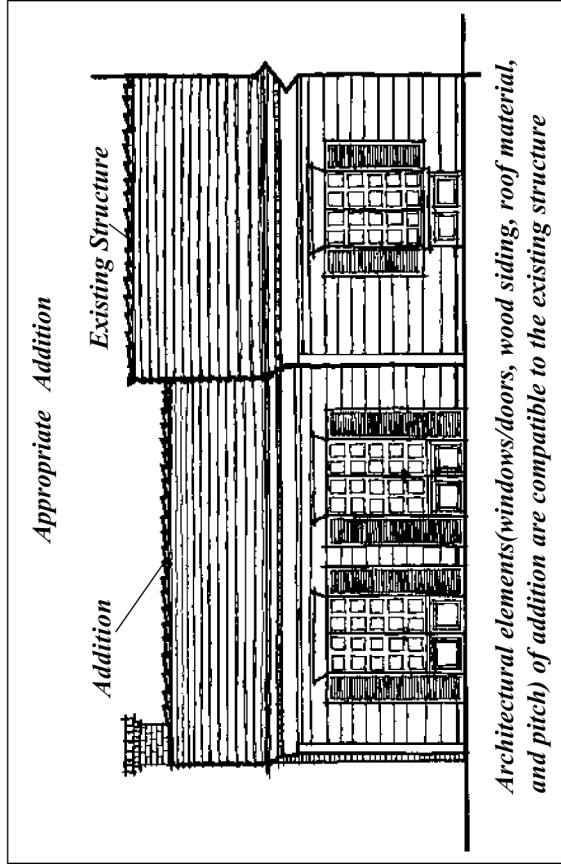 Appropriate Addition
Existing Structure
Addition
Architectural elements(windows/doors, wood siding, roof material,
and pitch) of addition are compatible to the existing structure